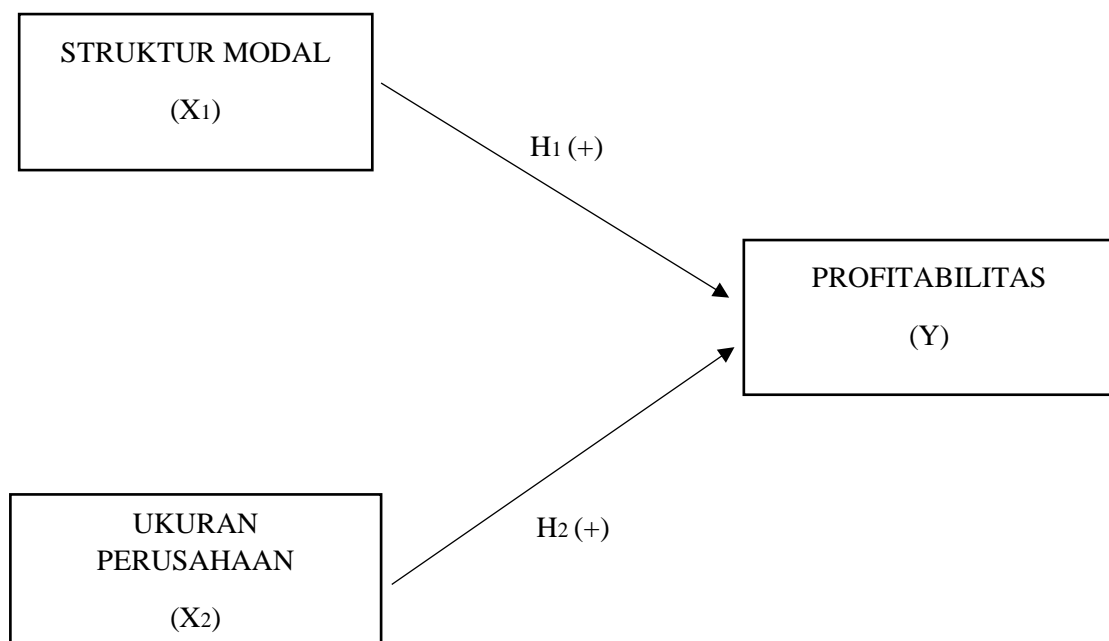 STRUKTUR MODAL
(X1)
H1 (+)
PROFITABILITAS
(Y)
H2 (+)
UKURAN
PERUSAHAAN
(X2)